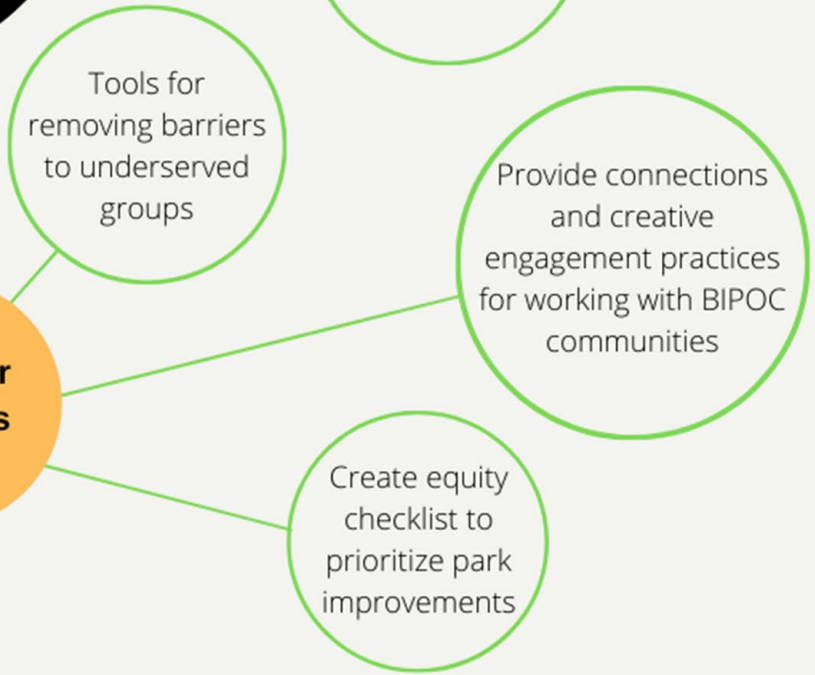 Tools for
removing barriers
to underserved
groups
Provide connections
and creative
engagement practices
for working with BIPOC
communities
r
s
Create equity
checklist to
prioritize park
improvements